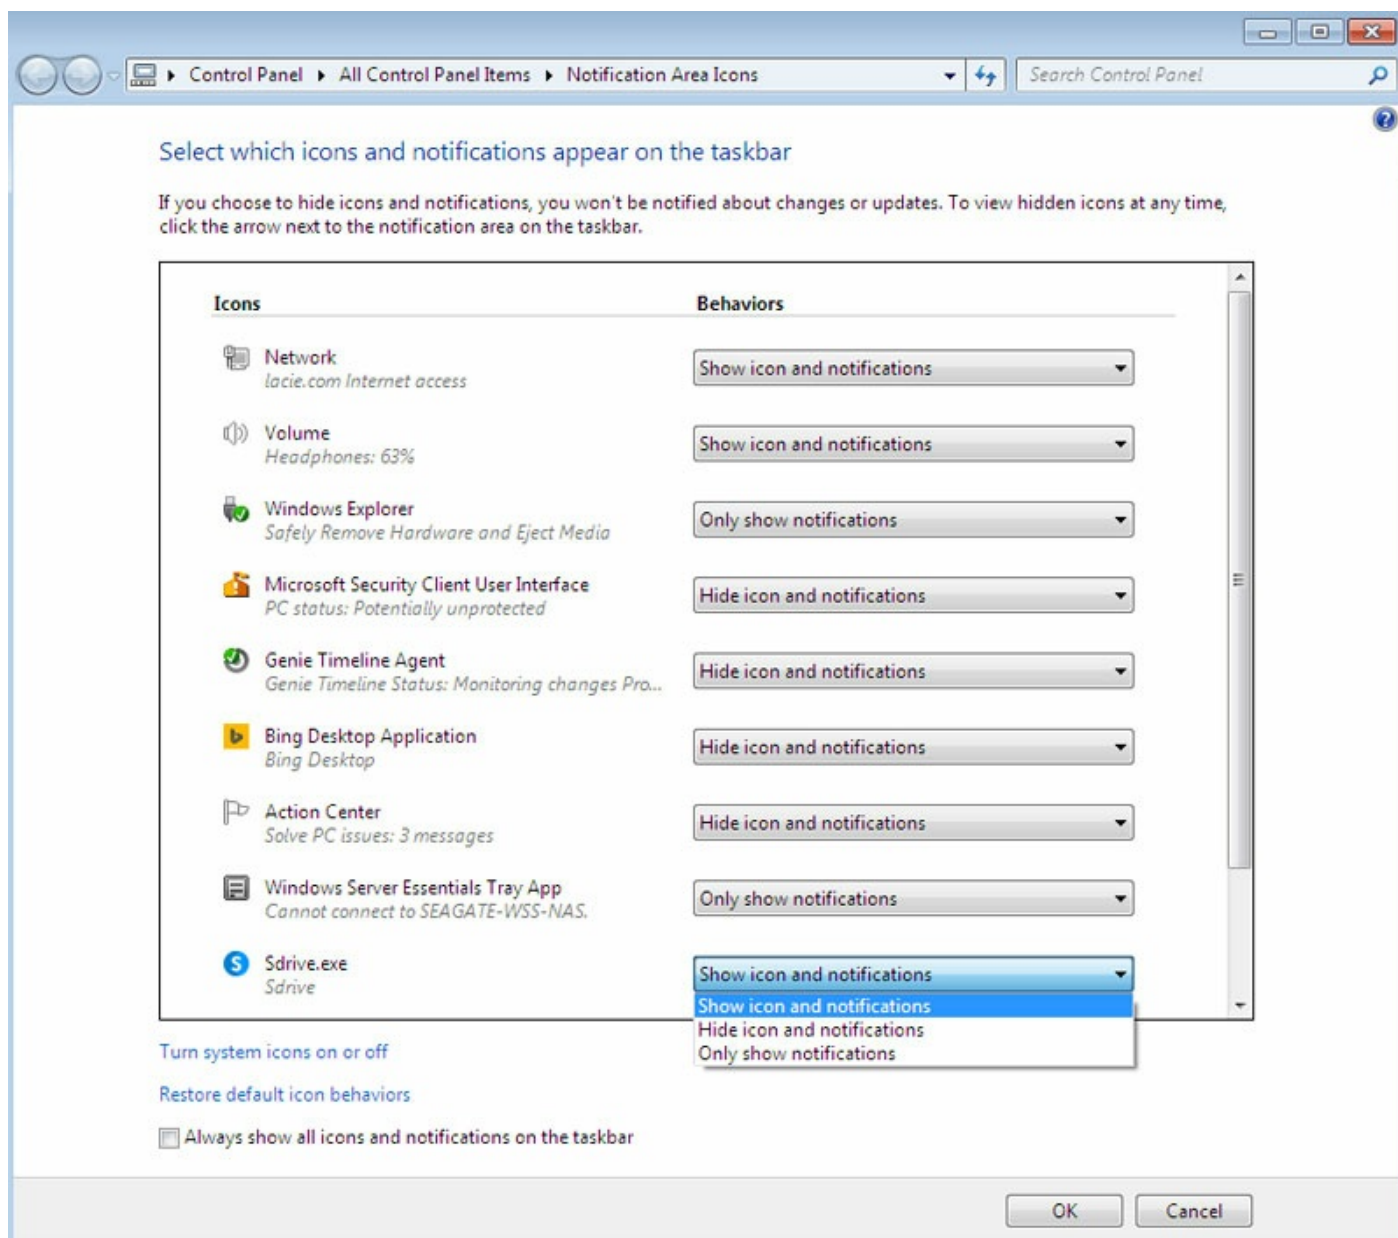 Control Panel ▸ All Control Panel Items ▸ Notification Area Icons
Search Control Panel
Select which icons and notifications appear on the taskbar
If you choose to hide icons and notifications, you won't be notified about changes or updates. To view hidden icons at any time,
click the arrow next to the notification area on the taskbar.
Icons Behaviors
Network
lacie.com Internet access
Show icon and notifications
Volume
Headphones: 63%
Show icon and notifications
Windows Explorer
Safely Remove Hardware and Eject Media
Only show notifications
Microsoft Security Client User Interface
PC status: Potentially unprotected
Hide icon and notifications
Genie Timeline Agent
Genie Timeline Status: Monitoring changes Pro...
Hide icon and notifications
Bing Desktop Application
Bing Desktop
Hide icon and notifications
Action Center
Solve PC issues: 3 messages
Hide icon and notifications
Windows Server Essentials Tray App
Cannot connect to SEAGATE-WSS-NAS.
Only show notifications
Sdrive.exe
Sdrive
Show icon and notifications
Show icon and notifications
Hide icon and notifications
Only show notifications
Turn system icons on or off
Restore default icon behaviors
Always show all icons and notifications on the taskbar
OK Cancel